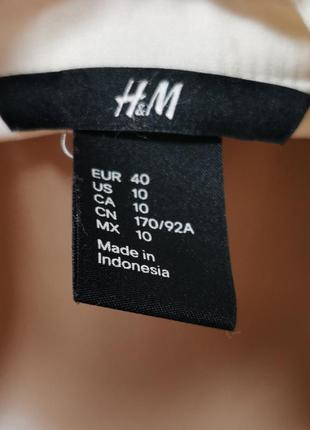 H&M
EUR 40
US 10
CA 10
CN 170/92A
MX 10
Made in
Indonesia